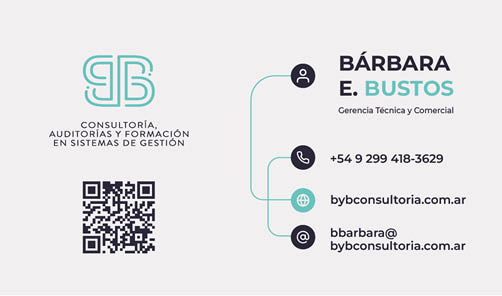 CONSULTORÍA,
AUDITORÍAS Y FORMACIÓN
EN SISTEMAS DE GESTIÓN
BÁRBARA
E. BUSTOS
Gerencia Técnica y Comercial
+54 9 299 418-3629
bybconsultoria.com.ar
bbarbara@
bybconsultoria.com.ar